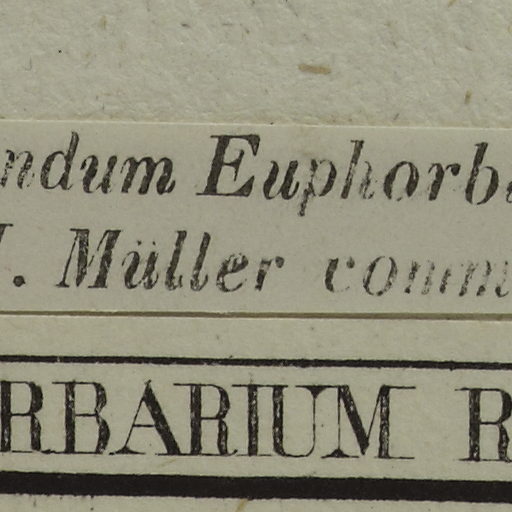 ndum Euphorb
. Müller comm
RBARIUM R